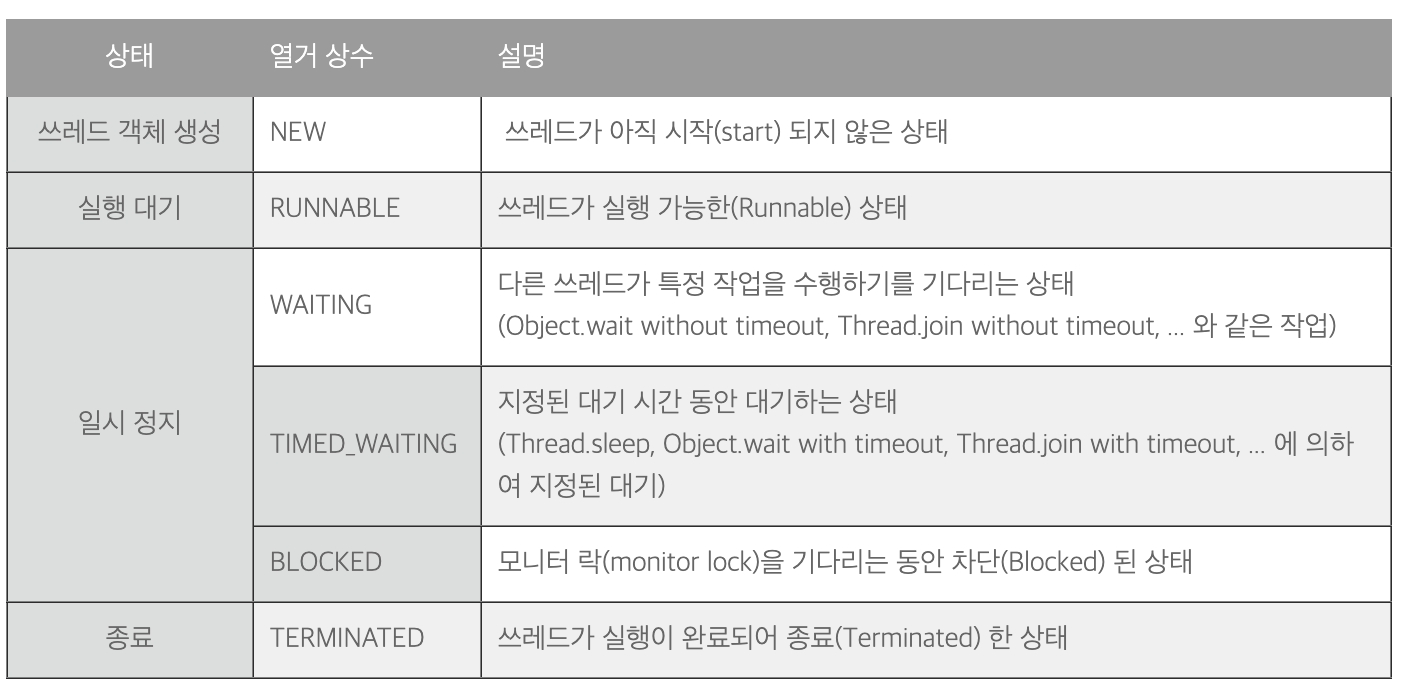 상태 열거 상수 설명
쓰레드 객체 생성 NEW 쓰레드가 아직 시작(start) 되지 않은 상태
실행 대기 RUNNABLE 쓰레드가 실행 가능한(Runnable) 상태
일시 정지
WAITING
다른 쓰레드가 특정 작업을 수행하기를 기다리는 상태
(Object.wait without timeout, Thread.join without timeout, ... 와 같은 작업)
TIMED_WAITING
지정된 대기 시간 동안 대기하는 상태
(Thread.sleep, Object.wait with timeout, Thread.join with timeout, ... 에 의하
여 지정된 대기)
BLOCKED 모니터 락(monitor lock)을 기다리는 동안 차단(Blocked) 된 상태
종료 TERMINATED 쓰레드가 실행이 완료되어 종료(Terminated) 한 상태